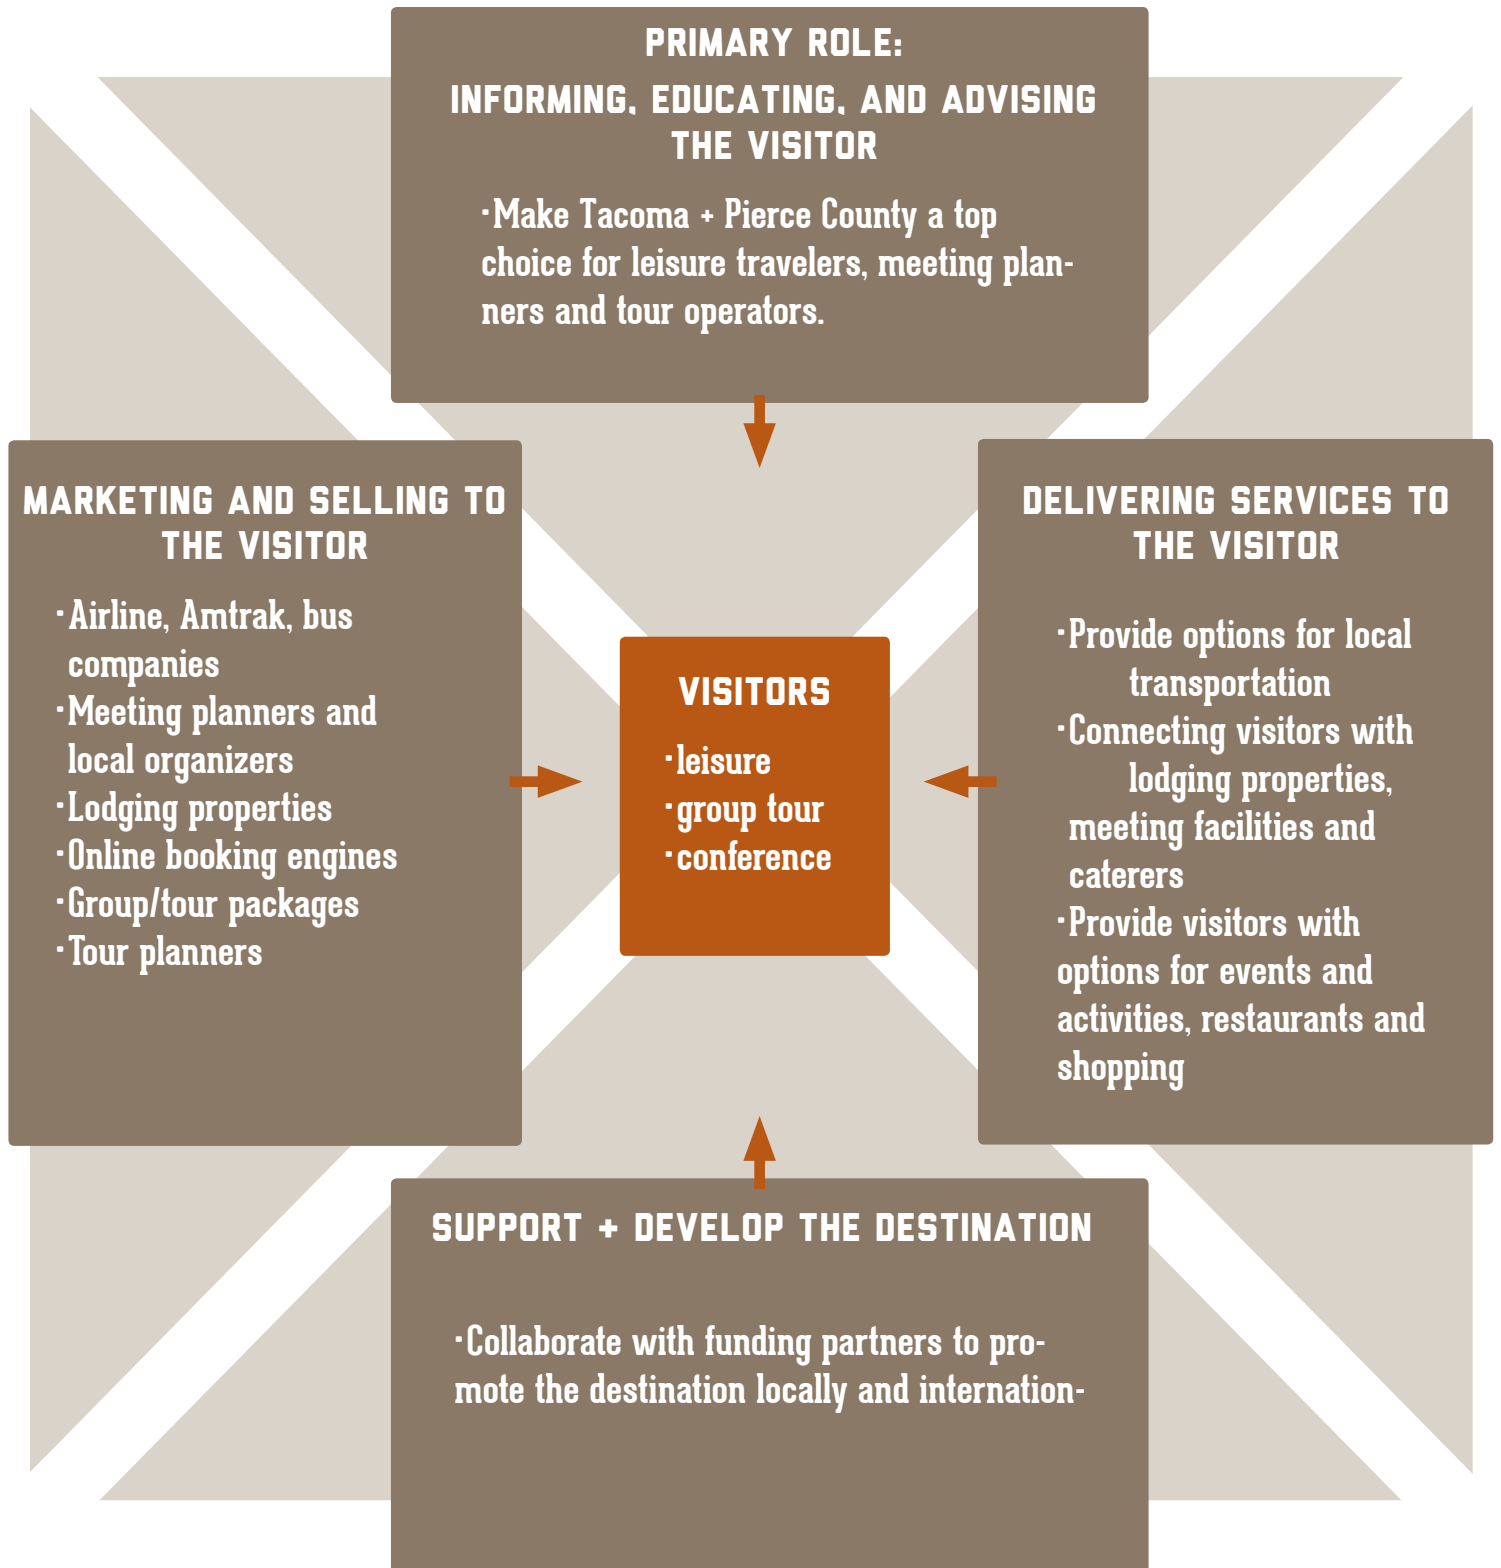 PRIMARY ROLE:
INFORMING, EDUCATING, AND ADVISING
THE VISITOR
·Make Tacoma + Pierce County a top
choice for leisure travelers, meeting plan-
ners and tour operators.
MARKETING AND SELLING TO
THE VISITOR
·Airline, Amtrak, bus
companies
·Meeting planners and
local organizers
·Lodging properties
·Online booking engines
·Group/tour packages
·Tour planners
VISITORS
·leisure
·group tour
·conference
DELIVERING SERVICES TO
THE VISITOR
·Provide options for local
transportation
·Connecting visitors with
lodging properties,
meeting facilities and
caterers
·Provide visitors with
options for events and
activities, restaurants and
shopping
SUPPORT + DEVELOP THE DESTINATION
·Collaborate with funding partners to pro-
mote the destination locally and internation-